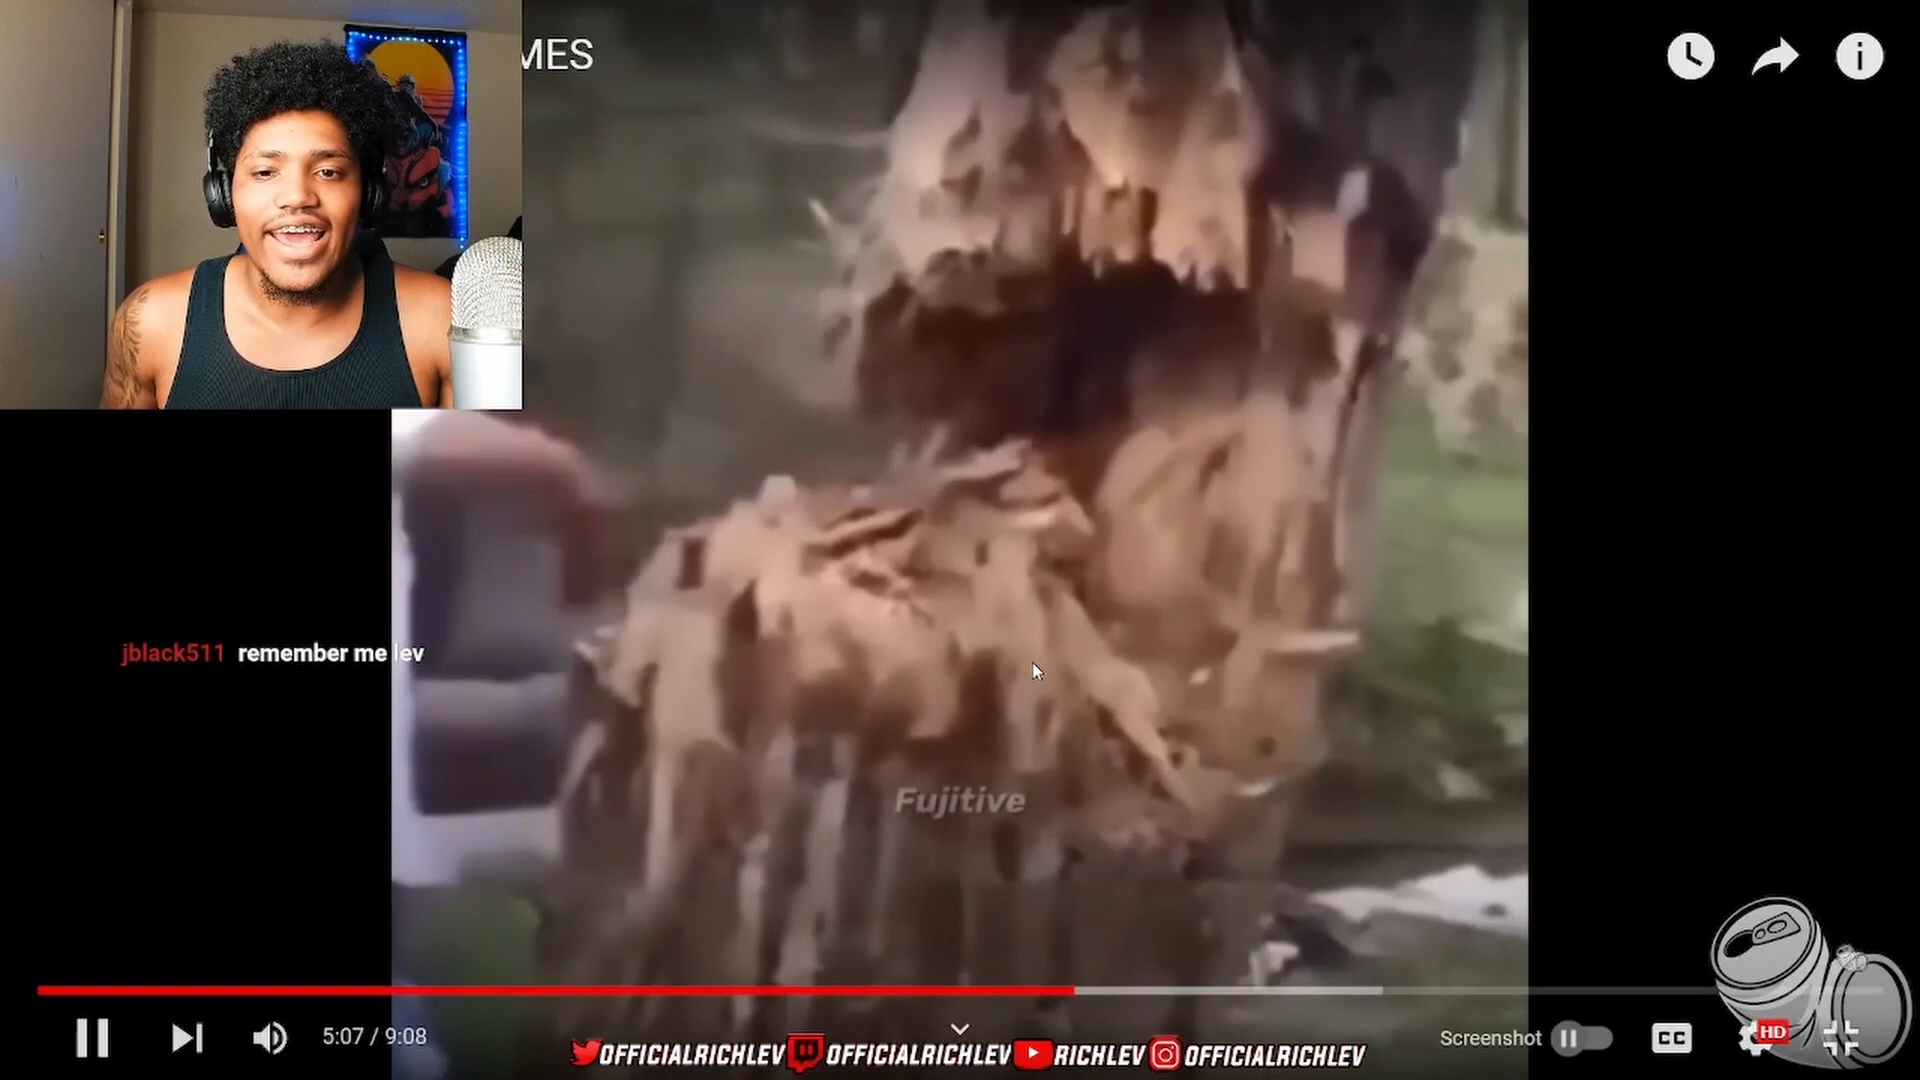 MES
jblack511 remember me lev
Fujitive
5:07 / 9:08
OFFICIALRICHLEV OFFICIALRICHLEV RICHLEV OFFICIALRICHLEV
Screenshot
CC
HD